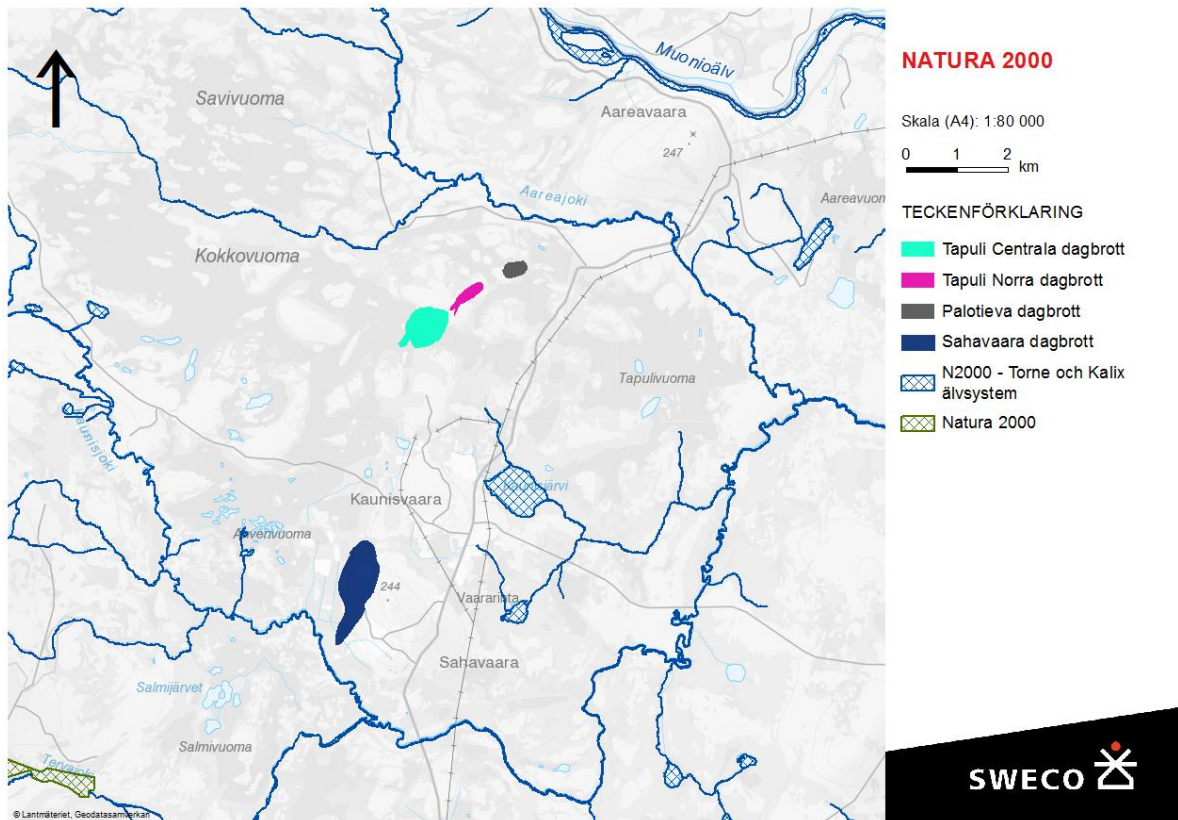 Muonioälv
Savivuoma
Aareavaara
247
Aareajoki
Kokkovuoma
Tapulivuoma
Kaunisvaara
244
Vaararinta
Sahavaara
Salmijärvet
Salmivuoma
© Lantmäteriet, Geodatasamverkan
NATURA 2000
Skala (A4): 1:80 000
0 1 2
km
TECKENFÖRKLARING
Tapuli Centrala dagbrott
Tapuli Norra dagbrott
Palotieva dagbrott
Sahavaara dagbrott
N2000 - Torne och Kalix
älvsystem
Natura 2000
SWECO